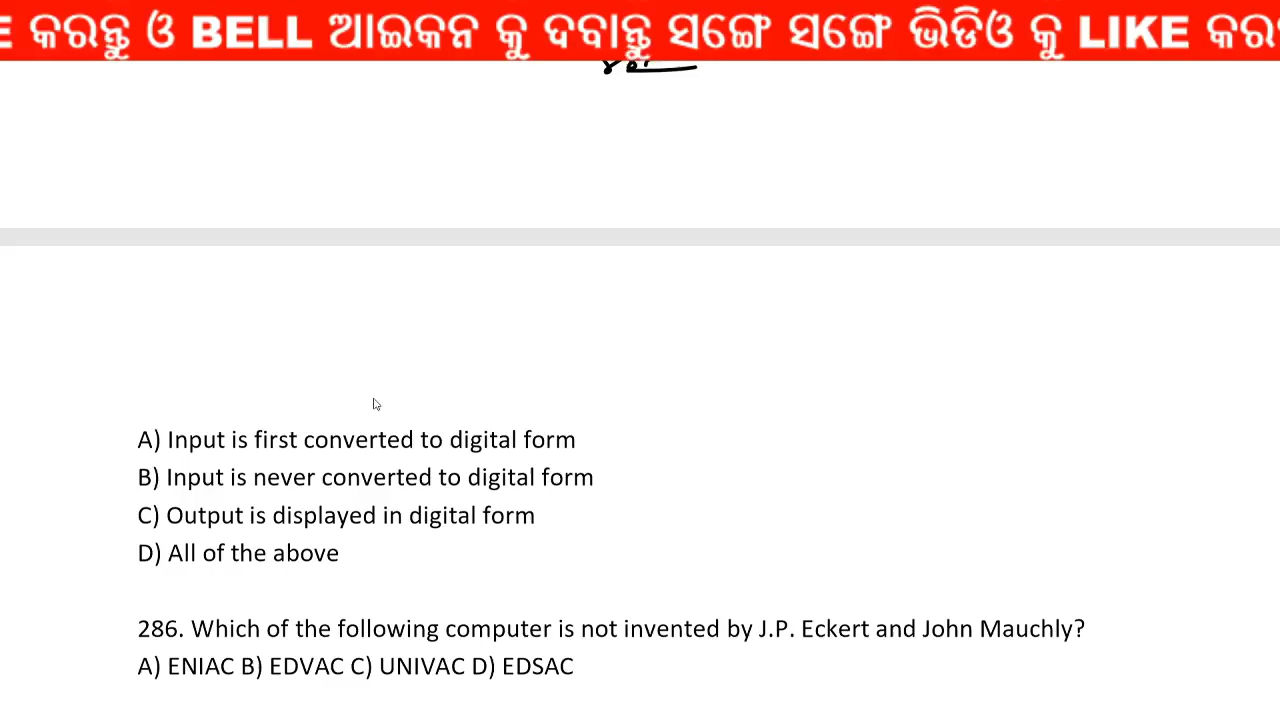 E କରନ୍ତୁ ଓ BELL ଆଇକନ କୁ ଦବାନ୍ତୁ ସଙ୍ଗେ ସଙ୍ଗେ ଭିଡିଓ କୁ LIKE କର
A) Input is first converted to digital form
B) Input is never converted to digital form
C) Output is displayed in digital form
D) All of the above
286. Which of the following computer is not invented by J.P. Eckert and John Mauchly?
A) ENIAC B) EDVAC C) UNIVAC D) EDSAC